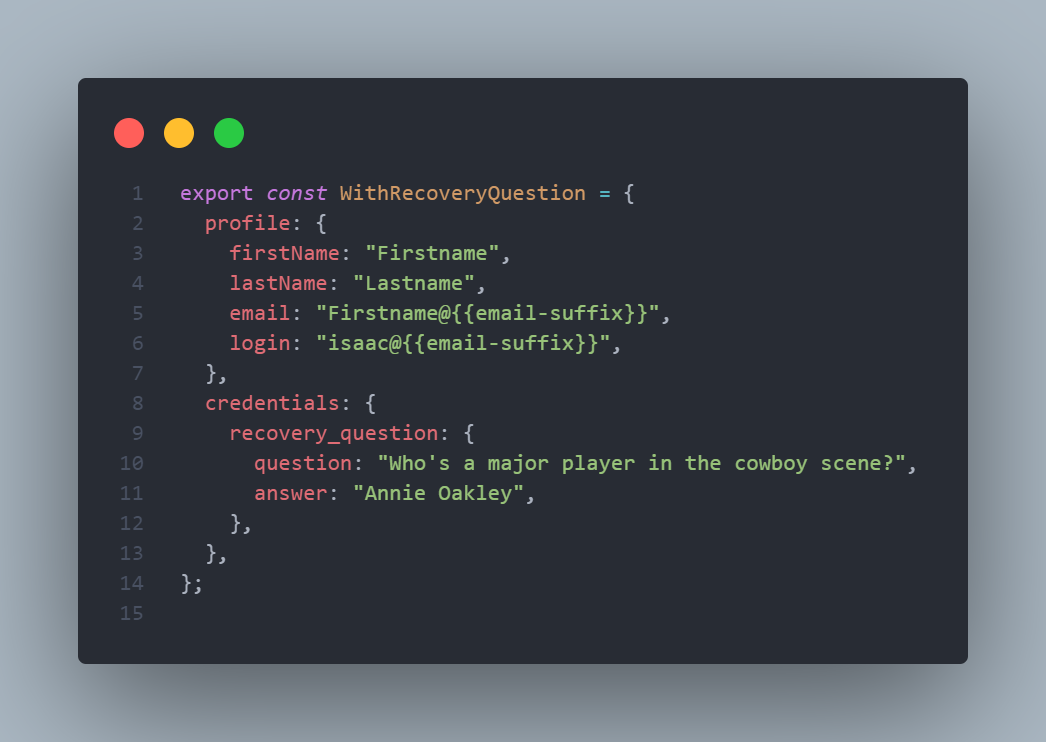 1 export const WithRecoveryQuestion = {
2   profile: {
3     firstName: "Firstname",
4     lastName: "Lastname",
5     email: "Firstname@{{email-suffix}}",
6     login: "isaac@{{email-suffix}}",
7   },
8   credentials: {
9     recovery_question: {
10       question: "Who's a major player in the cowboy scene?",
11       answer: "Annie Oakley",
12     },
13   },
14 };
15